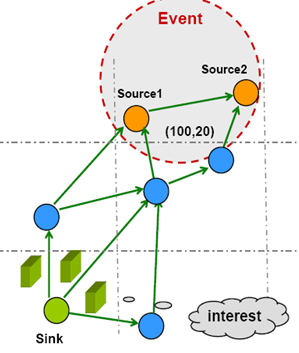 Event
Source2
Source1
(100,20)
interest
Sink